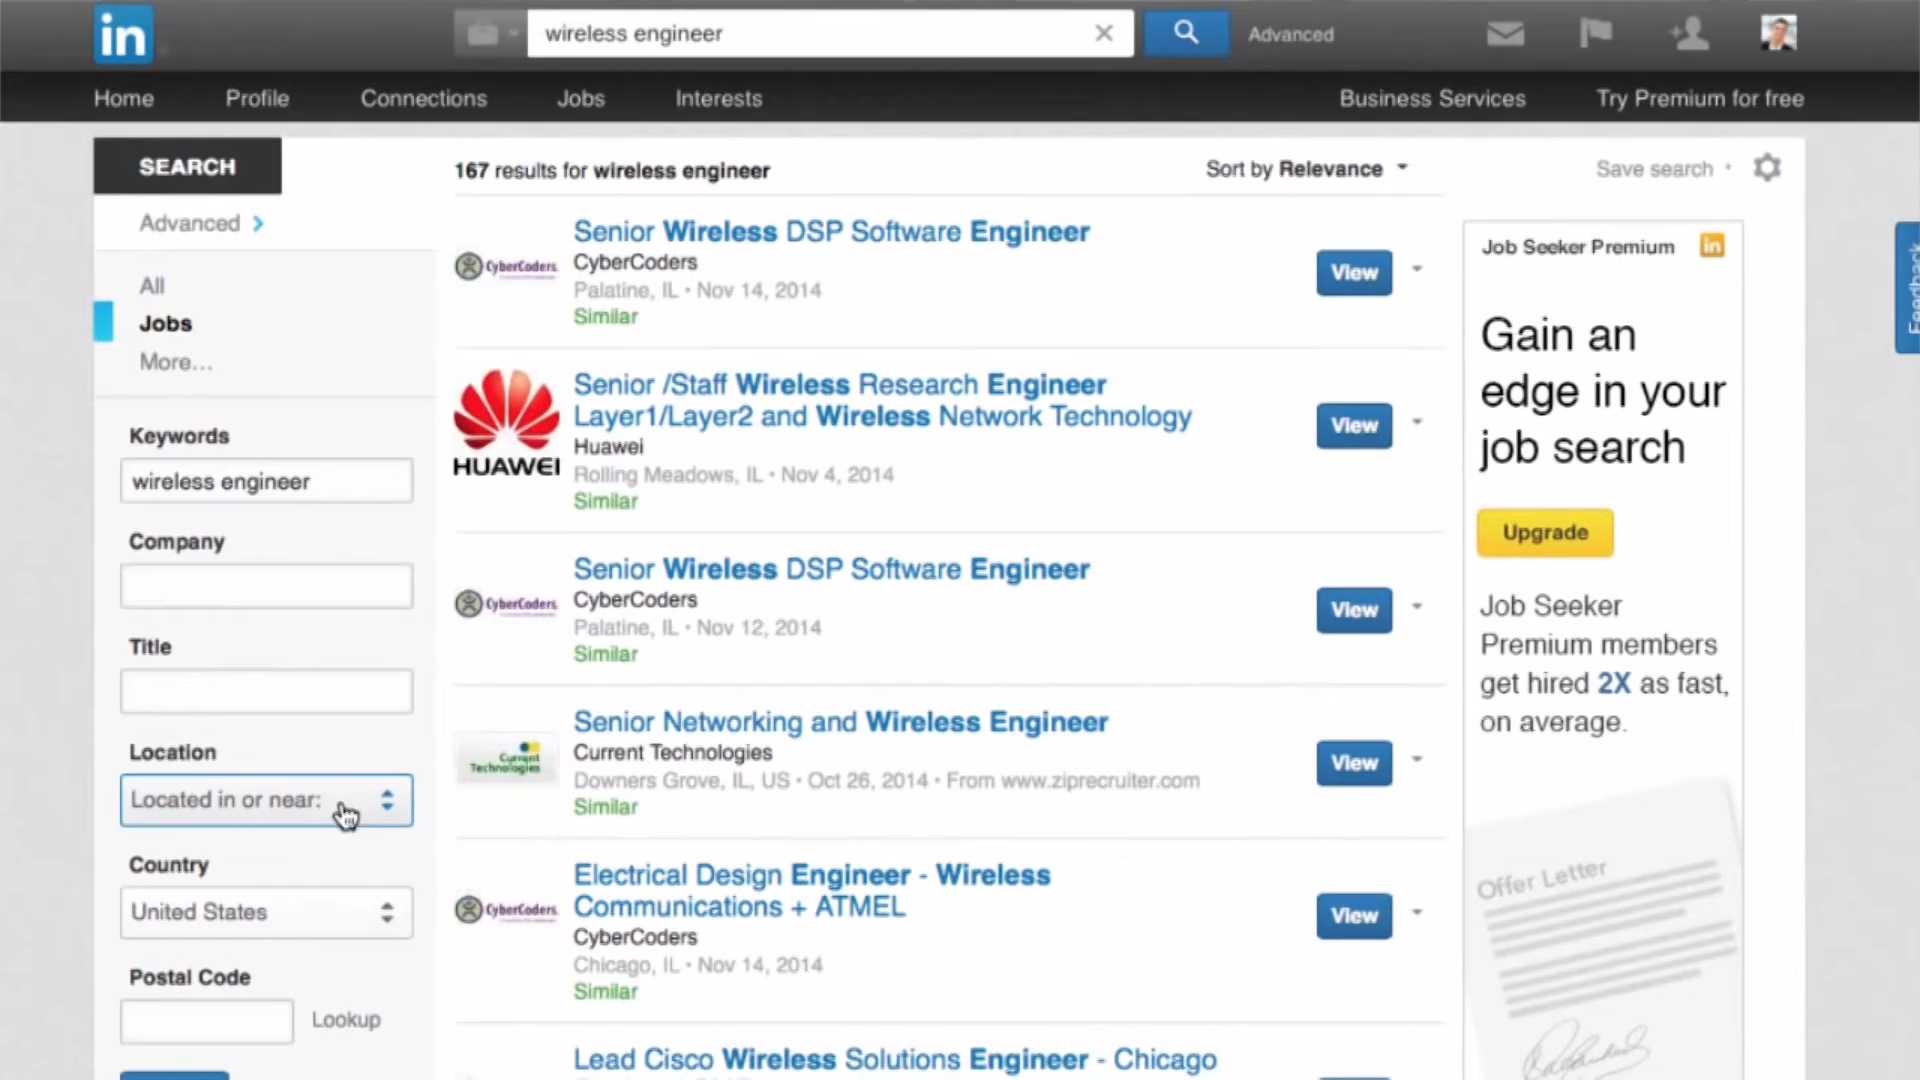 in
wireless engineer
Advanced
Home
Profile
Connections
Jobs
Interests
Business Services
Try Premium for free
SEARCH
Advanced
All
Jobs
More...
Keywords
wireless engineer
Company
Title
Location
Located in or near:
Country
United States
Postal Code
Lookup
167 results for wireless engineer
Sort by Relevance
Save search
Senior Wireless DSP Software Engineer
CyberCoders
CyberCoders
Palatine, IL • Nov 14, 2014
Similar
View
Senior /Staff Wireless Research Engineer
Layer1/Layer2 and Wireless Network Technology
HUAWEI
Huawei
Rolling Meadows, IL • Nov 4, 2014
Similar
View
Senior Wireless DSP Software Engineer
CyberCoders
CyberCoders
Palatine, IL • Nov 12, 2014
Similar
View
Senior Networking and Wireless Engineer
Current
Technologies
Current Technologies
Downers Grove, IL, US • Oct 26, 2014 • From www.ziprecruiter.com
Similar
View
Electrical Design Engineer - Wireless
Communications + ATMEL
CyberCoders
CyberCoders
Chicago, IL • Nov 14, 2014
Similar
View
Lead Cisco Wireless Solutions Engineer - Chicago
Job Seeker Premium
in
Gain an
edge in your
job search
Upgrade
Job Seeker
Premium members
get hired 2X as fast,
on average.
Offer Letter
Feedback